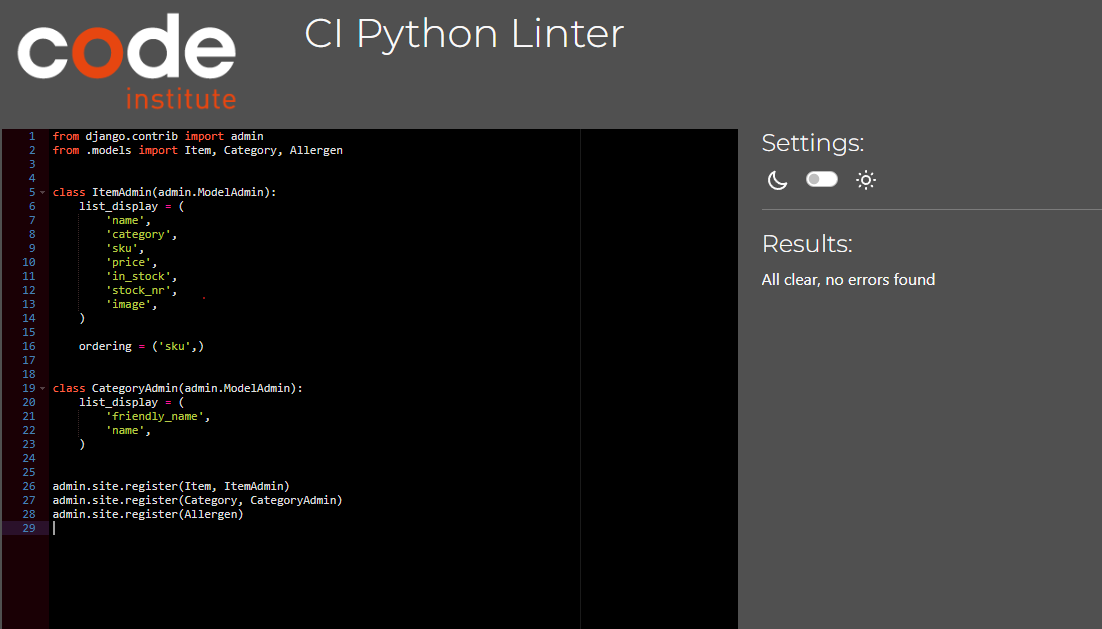 code
institute
CI Python Linter
1 from django.contrib import admin
2 from .models import Item, Category, Allergen
3
4
5 class ItemAdmin(admin.ModelAdmin):
6     list_display = (
7         'name',
8         'category',
9         'sku',
10         'price',
11         'in_stock',
12         'stock_nr',
13         'image',
14     )
15
16     ordering = ('sku',)
17
18
19 class CategoryAdmin(admin.ModelAdmin):
20     list_display = (
21         'friendly_name',
22         'name',
23     )
24
25
26 admin.site.register(Item, ItemAdmin)
27 admin.site.register(Category, CategoryAdmin)
28 admin.site.register(Allergen)
29
Settings:
Results:
All clear, no errors found